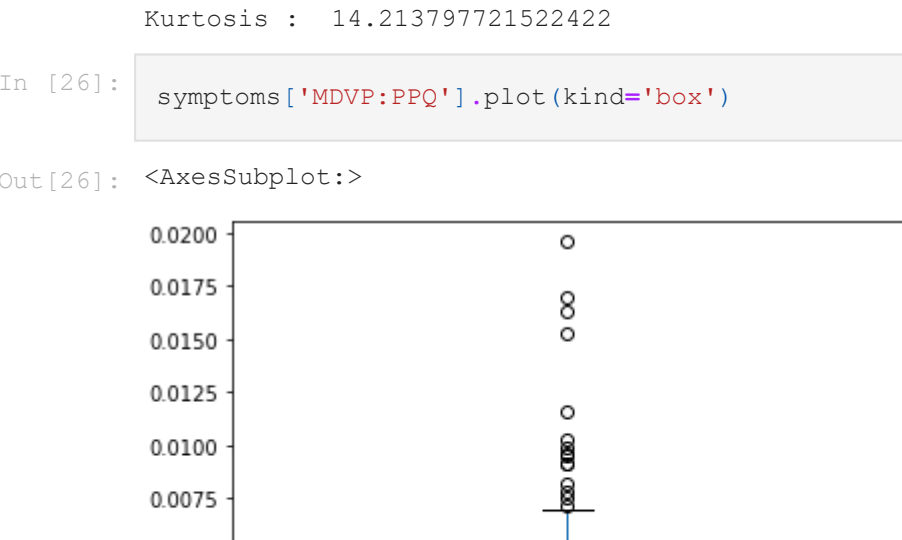 Kurtosis :  14.213797721522422
In [26]:
symptoms['MDVP:PPQ'].plot(kind='box')
Out[26]: <AxesSubplot:>
0.0200
0.0175
0.0150
0.0125
0.0100
0.0075